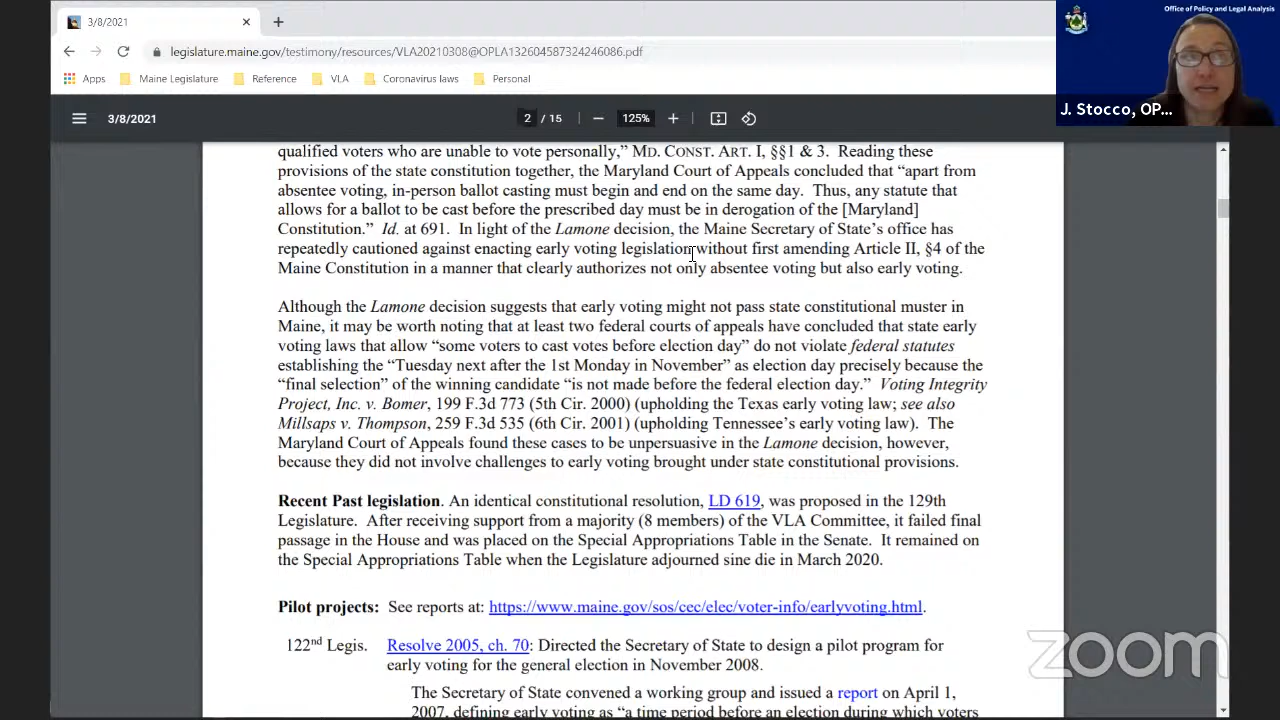 3/8/2021
legislature.maine.gov/testimony/resources/VLA20210308@OPLA132604587324246086.pdf
Apps Maine Legislature Reference VLA Coronavirus laws Personal
3/8/2021 2 / 15 125%
Office of Policy and Legal Analysis
J. Stocco, OP...
qualified voters who are unable to vote personally,” MD. CONST. ART. I, §§1 & 3. Reading these
provisions of the state constitution together, the Maryland Court of Appeals concluded that “apart from
absentee voting, in-person ballot casting must begin and end on the same day. Thus, any statute that
allows for a ballot to be cast before the prescribed day must be in derogation of the [Maryland]
Constitution.” Id. at 691. In light of the Lamone decision, the Maine Secretary of State’s office has
repeatedly cautioned against enacting early voting legislation without first amending Article II, §4 of the
Maine Constitution in a manner that clearly authorizes not only absentee voting but also early voting.
Although the Lamone decision suggests that early voting might not pass state constitutional muster in
Maine, it may be worth noting that at least two federal courts of appeals have concluded that state early
voting laws that allow “some voters to cast votes before election day” do not violate federal statutes
establishing the “Tuesday next after the 1st Monday in November” as election day precisely because the
“final selection” of the winning candidate “is not made before the federal election day.” Voting Integrity
Project, Inc. v. Bomer, 199 F.3d 773 (5th Cir. 2000) (upholding the Texas early voting law; see also
Millsaps v. Thompson, 259 F.3d 535 (6th Cir. 2001) (upholding Tennessee’s early voting law). The
Maryland Court of Appeals found these cases to be unpersuasive in the Lamone decision, however,
because they did not involve challenges to early voting brought under state constitutional provisions.
Recent Past legislation. An identical constitutional resolution, LD 619, was proposed in the 129th
Legislature. After receiving support from a majority (8 members) of the VLA Committee, it failed final
passage in the House and was placed on the Special Appropriations Table in the Senate. It remained on
the Special Appropriations Table when the Legislature adjourned sine die in March 2020.
Pilot projects: See reports at: https://www.maine.gov/sos/cec/elec/voter-info/earlyvoting.html.
122nd Legis. Resolve 2005, ch. 70: Directed the Secretary of State to design a pilot program for
early voting for the general election in November 2008.
The Secretary of State convened a working group and issued a report on April 1,
2007, defining early voting as “a time period before an election during which voters
zoom